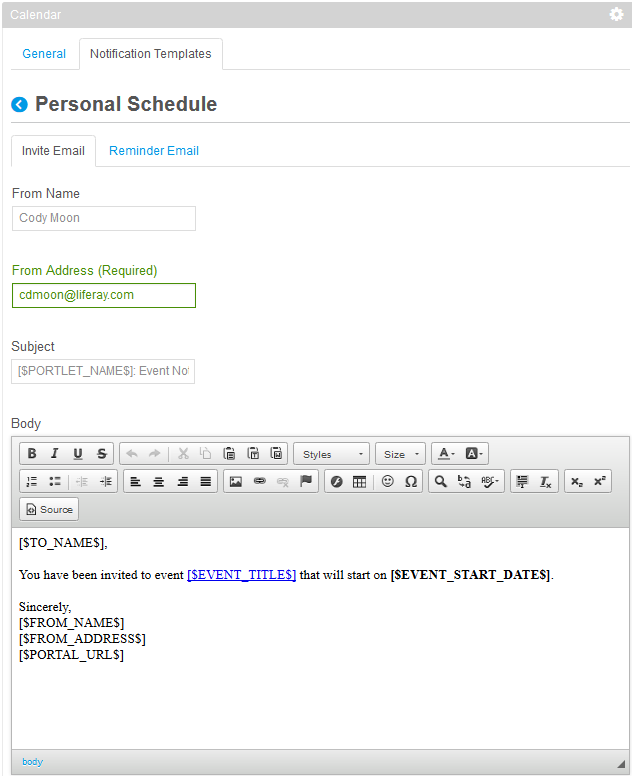 Calendar
General Notification Templates
Personal Schedule
Invite Email Reminder Email
From Name
Cody Moon
From Address (Required)
cdmoon@liferay.com
Subject
[$PORTLET_NAME$]: Event No
Body
B I U S Styles Size A A
Source
[$TO_NAME$],
You have been invited to event [$EVENT_TITLE$] that will start on [$EVENT_START_DATE$].
Sincerely,
[$FROM_NAME$]
[$FROM_ADDRESS$]
[$PORTAL_URL$]
body